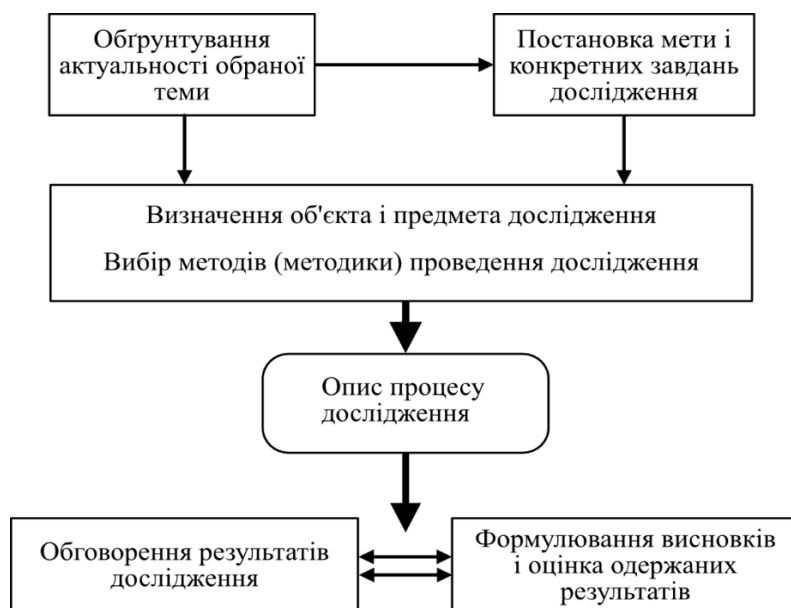 Обґрунтування
актуальності обраної
теми
Постановка мети і
конкретних завдань
дослідження
Визначення об'єкта і предмета дослідження
Вибір методів (методики) проведення дослідження
Опис процесу
дослідження
Обговорення результатів
дослідження
Формулювання висновків
і оцінка одержаних
результатів